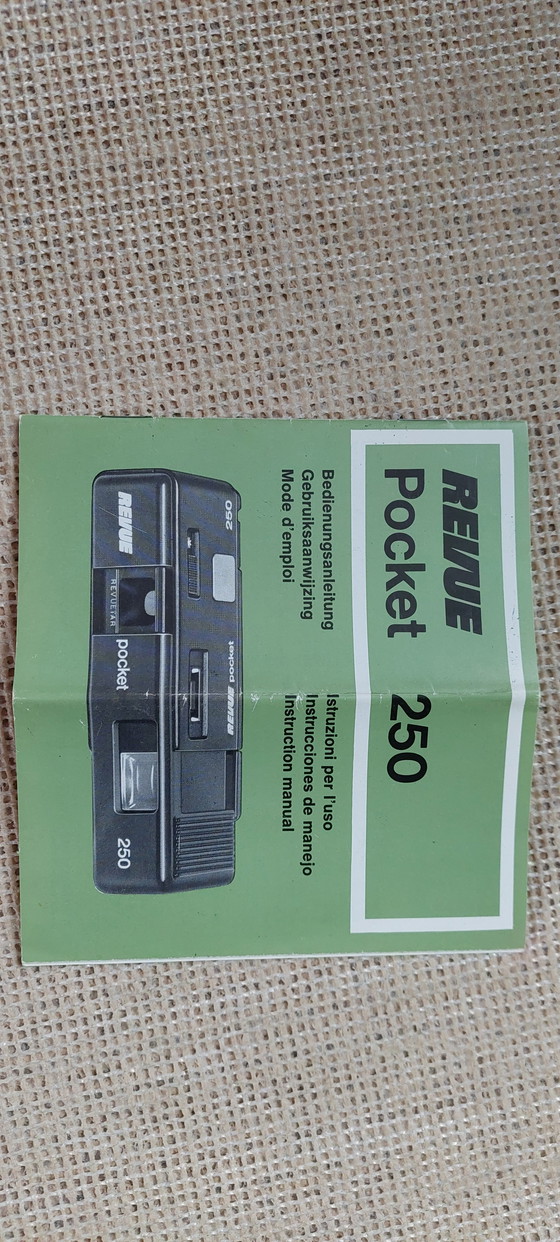 REVUE
Pocket 250
Bedienungsanleitung
Gebruiksaanwijzing
Mode d'emploi
Istruzioni per l'uso
Instrucciones de manejo
Instruction manual
250
pocket REVUE
REVUE
REVUETAR
pocket
250